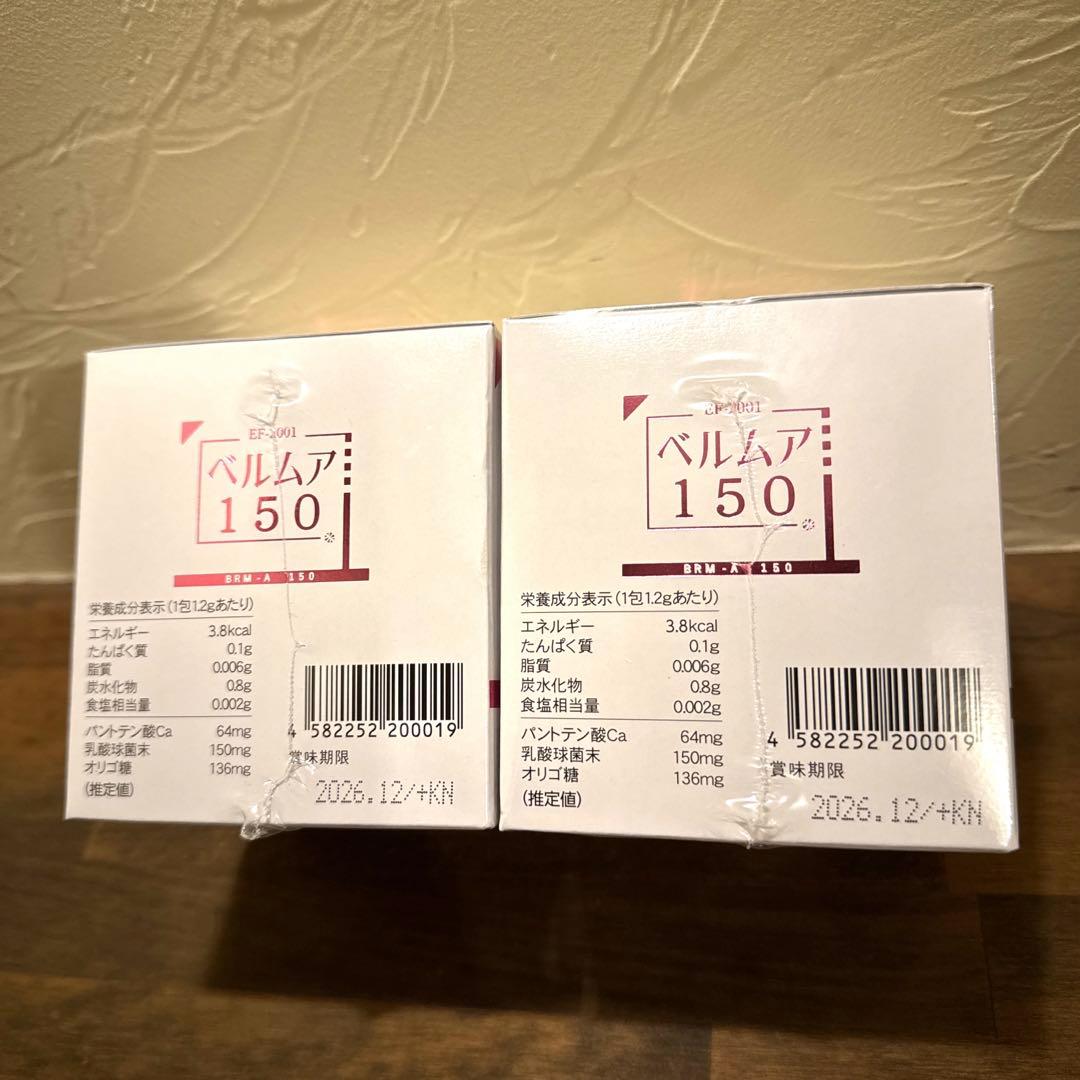 EF-2001
ベルムア
150
BRM-A 150
栄養成分表示(1包1.2gあたり)
エネルギー 3.8kcal
たんぱく質 0.1g
脂質 0.006g
炭水化物 0.8g
食塩相当量 0.002g
パントテン酸Ca 64mg
乳酸球菌末 150mg
オリゴ糖 136mg
(推定値)
4 582252 200019
賞味期限
2026.12/+KN
EF-2001
ベルムア
150
BRM-A 150
栄養成分表示(1包1.2gあたり)
エネルギー 3.8kcal
たんぱく質 0.1g
脂質 0.006g
炭水化物 0.8g
食塩相当量 0.002g
パントテン酸Ca 64mg
乳酸球菌末 150mg
オリゴ糖 136mg
(推定値)
4 582252 200019
賞味期限
2026.12/+KN